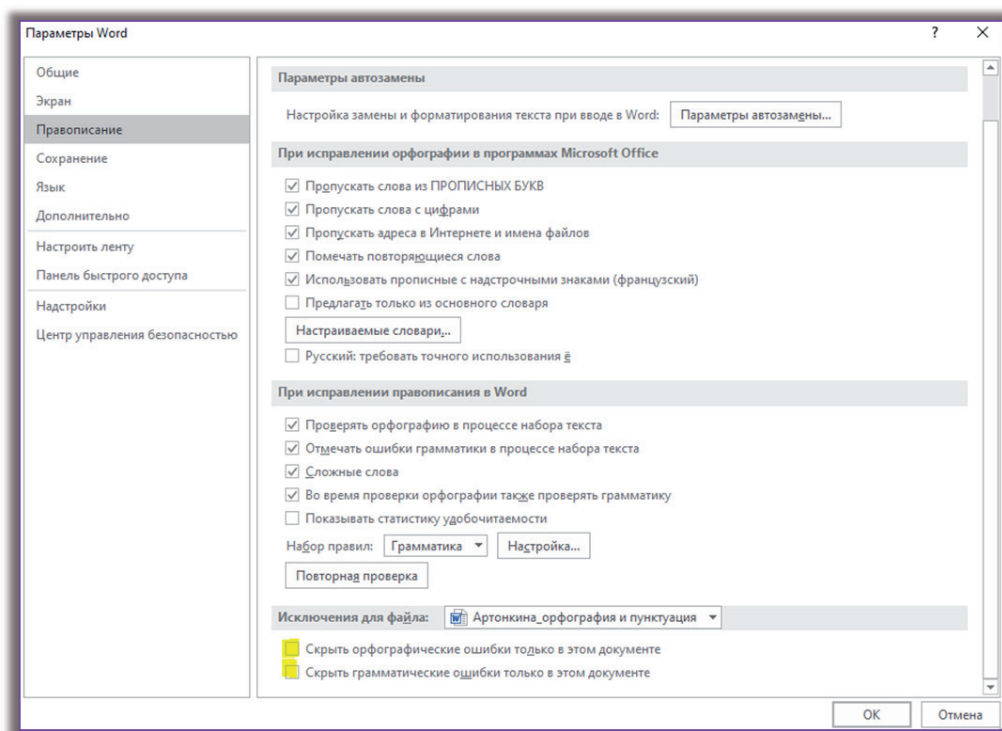 Параметры Word
?
Общие
Экран
Правописание
Сохранение
Язык
Дополнительно
Настроить ленту
Панель быстрого доступа
Надстройки
Центр управления безопасностью
Параметры автозамены
Настройка замены и форматирования текста при вводе в Word: Параметры автозамены...
При исправлении орфографии в программах Microsoft Office
Пропускать слова из ПРОПИСНЫХ БУКВ
Пропускать слова с цифрами
Пропускать адреса в Интернете и имена файлов
Помечать повторяющиеся слова
Использовать прописные с надстрочными знаками (французский)
Предлагать только из основного словаря
Настраиваемые словари...
Русский: требовать точного использования ё
При исправлении правописания в Word
Проверять орфографию в процессе набора текста
Отмечать ошибки грамматики в процессе набора текста
Сложные слова
Во время проверки орфографии также проверять грамматику
Показывать статистику удобочитаемости
Набор правил: Грамматика Настройка...
Повторная проверка
Исключения для файла: Артонкина_орфография и пунктуация
Скрыть орфографические ошибки только в этом документе
Скрыть грамматические ошибки только в этом документе
ОК Отмена